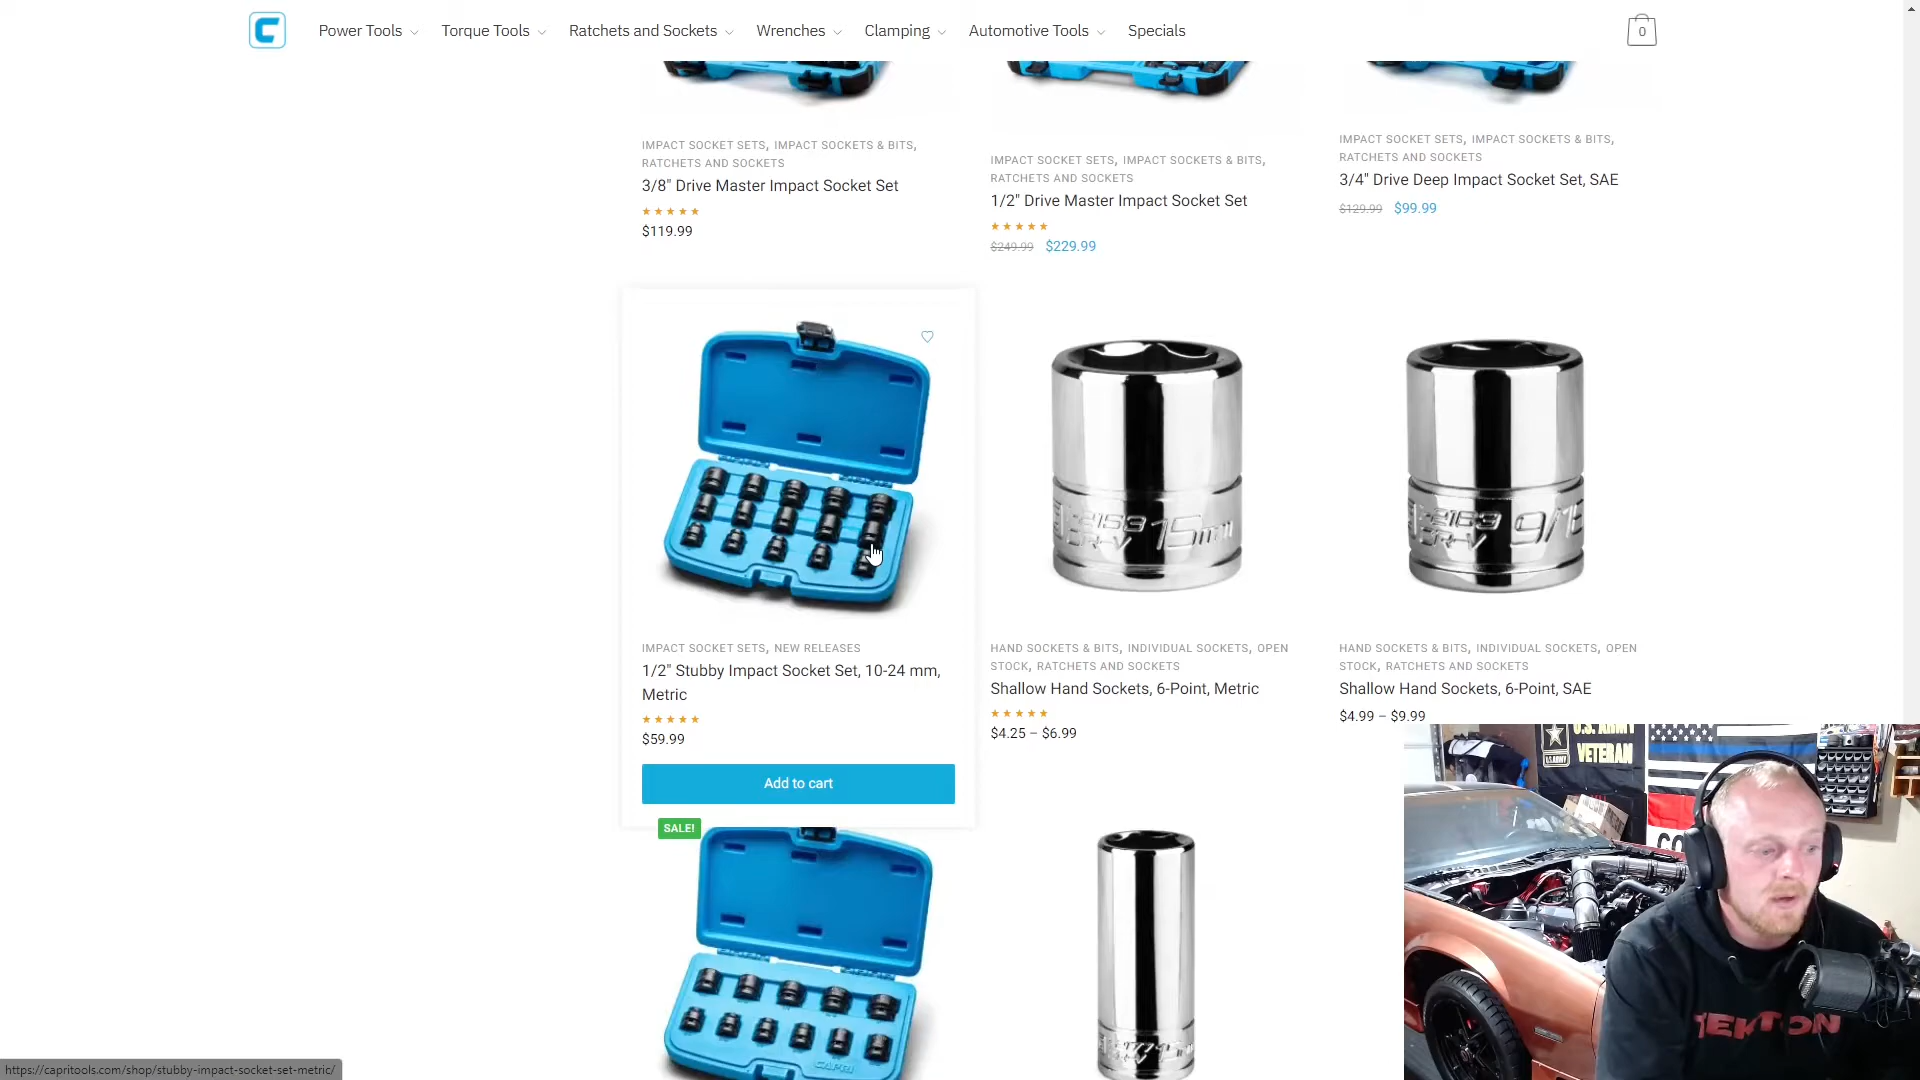 Power Tools
Torque Tools
Ratchets and Sockets
Wrenches
Clamping
Automotive Tools
Specials
0
IMPACT SOCKET SETS, IMPACT SOCKETS & BITS,
RATCHETS AND SOCKETS
3/8" Drive Master Impact Socket Set
$119.99
IMPACT SOCKET SETS, IMPACT SOCKETS & BITS,
RATCHETS AND SOCKETS
1/2" Drive Master Impact Socket Set
$249.99 $229.99
IMPACT SOCKET SETS, IMPACT SOCKETS & BITS,
RATCHETS AND SOCKETS
3/4" Drive Deep Impact Socket Set, SAE
$129.99 $99.99
IMPACT SOCKET SETS, NEW RELEASES
1/2" Stubby Impact Socket Set, 10-24 mm,
Metric
$59.99
Add to cart
15mm
CR-V
HAND SOCKETS & BITS, INDIVIDUAL SOCKETS, OPEN
STOCK, RATCHETS AND SOCKETS
Shallow Hand Sockets, 6-Point, Metric
$4.25 – $6.99
9/16
CR-V
HAND SOCKETS & BITS, INDIVIDUAL SOCKETS, OPEN
STOCK, RATCHETS AND SOCKETS
Shallow Hand Sockets, 6-Point, SAE
$4.99 – $9.99
SALE!
CAPRI
U.S. ARMY
VETERAN
TEKTON
https://capritools.com/shop/stubby-impact-socket-set-metric/